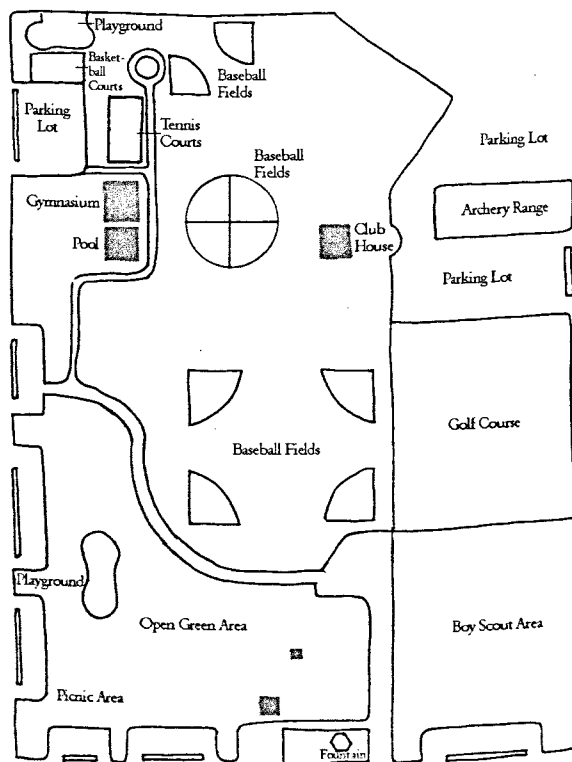 Playground
Basket-
ball
Courts
Baseball
Fields
Parking
Lot
Tennis
Courts
Parking Lot
Baseball
Fields
Gymnasium
Archery Range
Pool
Club
House
Parking Lot
Golf Course
Baseball Fields
Playground
Open Green Area
Boy Scout Area
Picnic Area
Fountain